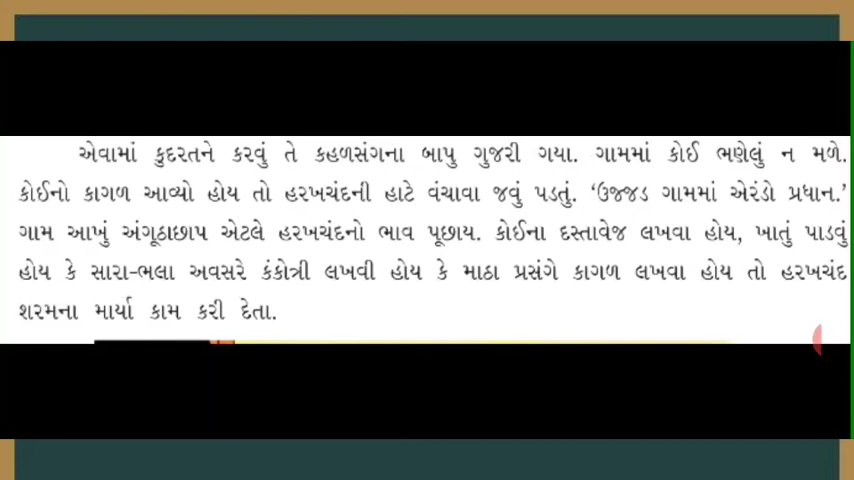 એવામાં કુદરતને કરવું તે કહળસંગના બાપુ ગુજરી ગયા. ગામમાં કોઈ ભણેલું ન મળે.
કોઈનો કાગળ આવ્યો હોય તો હરખચંદની હાટે વંચાવા જવું પડતું. ‘ઉજ્જડ ગામમાં એરંડો પ્રધાન.’
ગામ આખું અંગૂઠાછાપ એટલે હરખચંદનો ભાવ પૂછાય. કોઈના દસ્તાવેજ લખવા હોય, ખાતું પાડવું
હોય કે સારા-ભલા અવસરે કંકોત્રી લખવી હોય કે માઠા પ્રસંગે કાગળ લખવા હોય તો હરખચંદ
શરમના માર્યા કામ કરી દેતા.